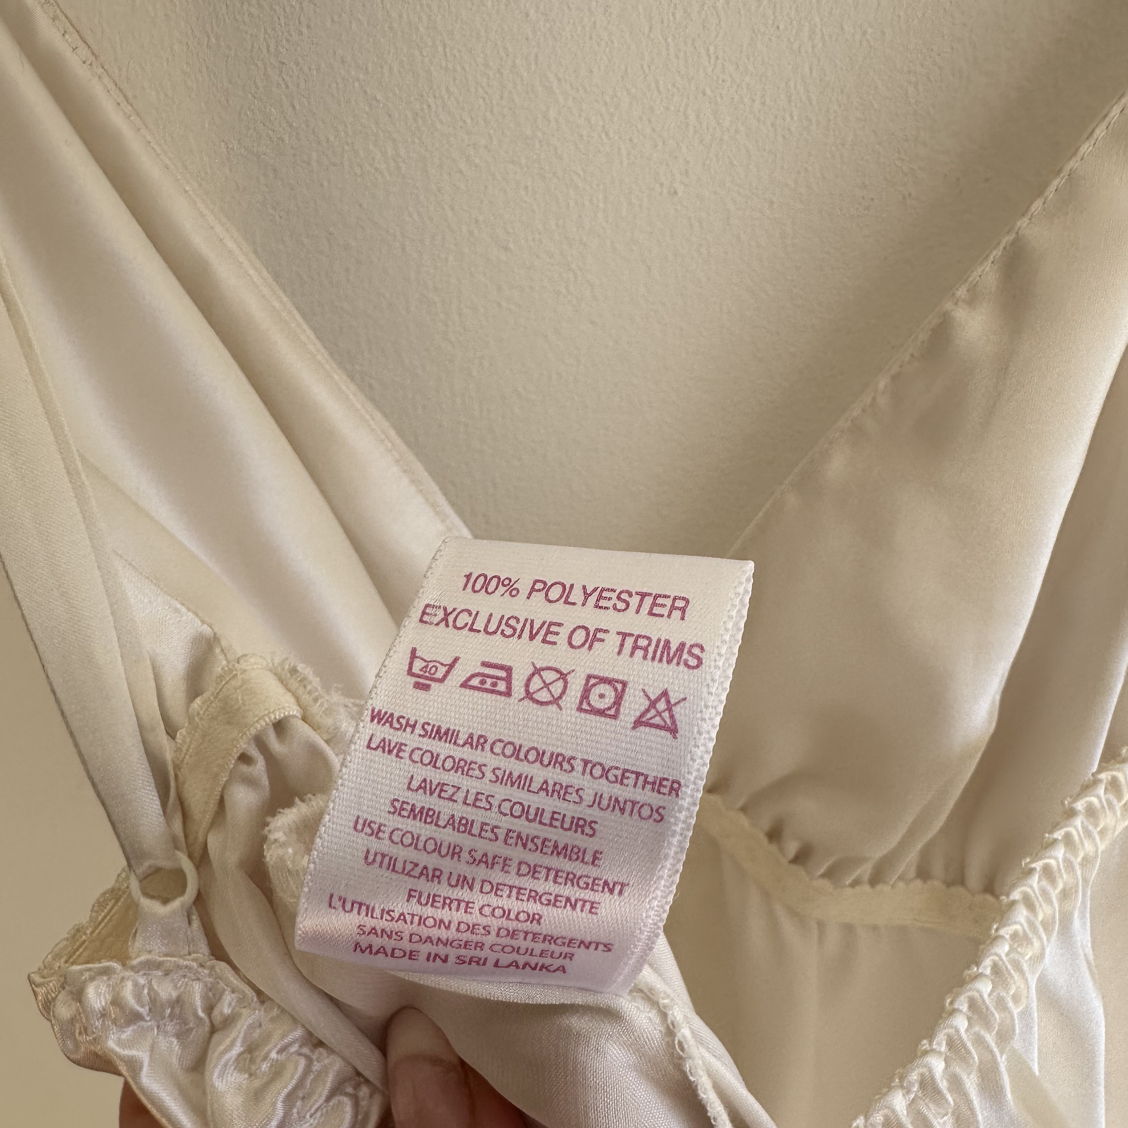 100% POLYESTER
EXCLUSIVE OF TRIMS
40
WASH SIMILAR COLOURS TOGETHER
LAVE COLORES SIMILARES JUNTOS
LAVEZ LES COULEURS
SEMBLABLES ENSEMBLE
USE COLOUR SAFE DETERGENT
UTILIZAR UN DETERGENTE
FUERTE COLOR
L'UTILISATION DES DETERGENTS
SANS DANGER COULEUR
MADE IN SRI LANKA